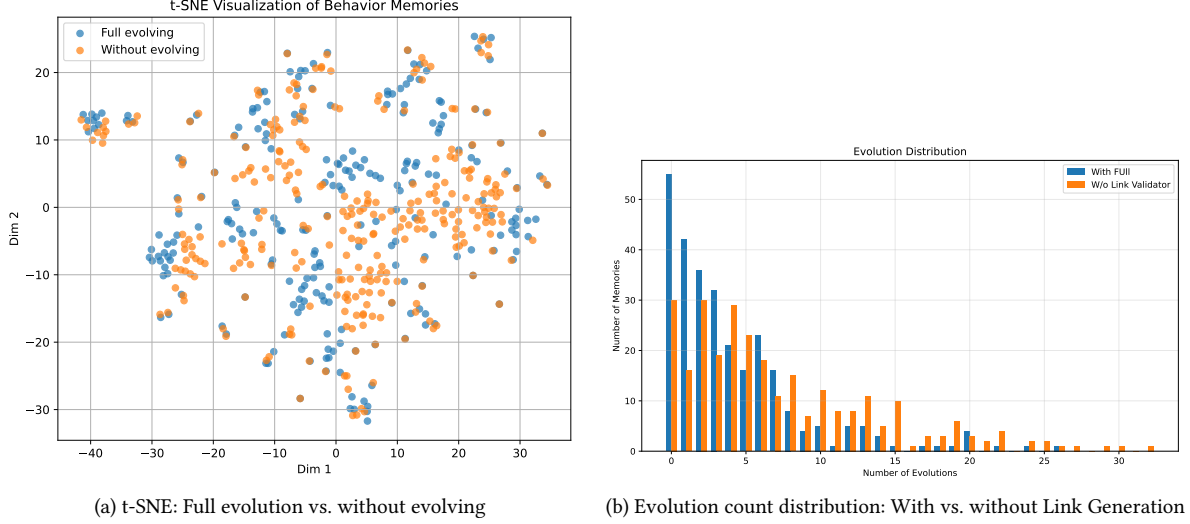 t-SNE Visualization of Behavior Memories
Full evolving
Without evolving
20
10
0
−10
−20
−30
Dim 2
−40 −30 −20 −10 0 10 20 30
Dim 1
(a) t-SNE: Full evolution vs. without evolving
Evolution Distribution
With FUll
W/o Link Validator
50
40
30
20
10
0
Number of Memories
0 5 10 15 20 25 30
Number of Evolutions
(b) Evolution count distribution: With vs. without Link Generation